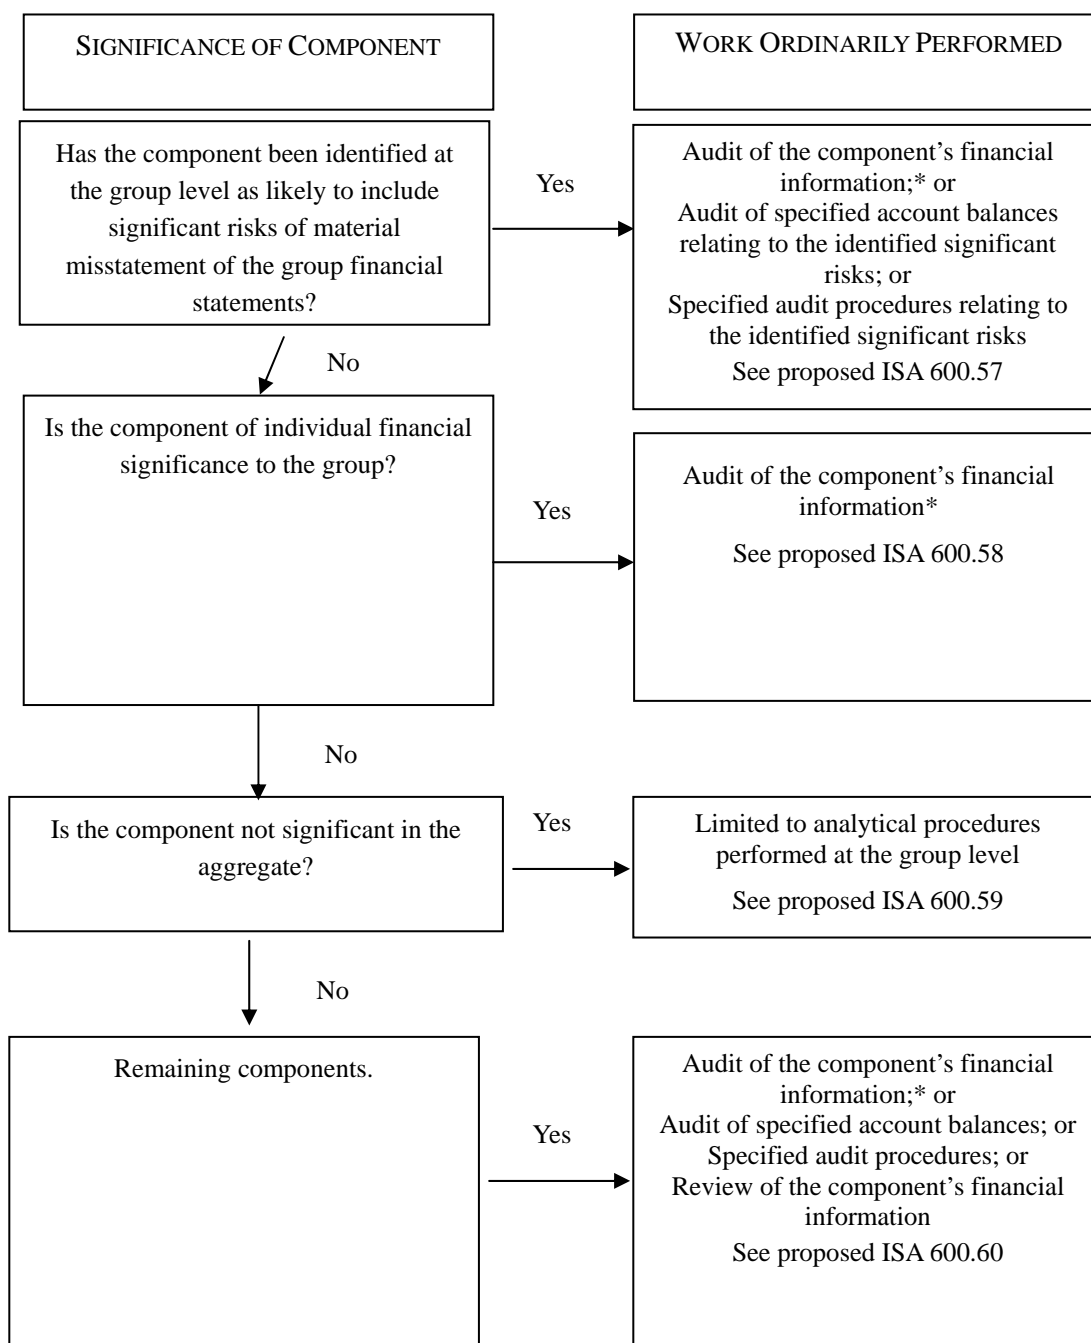 SIGNIFICANCE OF COMPONENT
WORK ORDINARILY PERFORMED
Has the component been identified at
the group level as likely to include
significant risks of material
misstatement of the group financial
statements?
Yes
Audit of the component’s financial
information;* or
Audit of specified account balances
relating to the identified significant
risks; or
Specified audit procedures relating to
the identified significant risks
See proposed ISA 600.57
No
Is the component of individual financial
significance to the group?
Yes
Audit of the component’s financial
information*
See proposed ISA 600.58
No
Is the component not significant in the
aggregate?
Yes
Limited to analytical procedures
performed at the group level
See proposed ISA 600.59
No
Remaining components.
Yes
Audit of the component’s financial
information;* or
Audit of specified account balances; or
Specified audit procedures; or
Review of the component’s financial
information
See proposed ISA 600.60